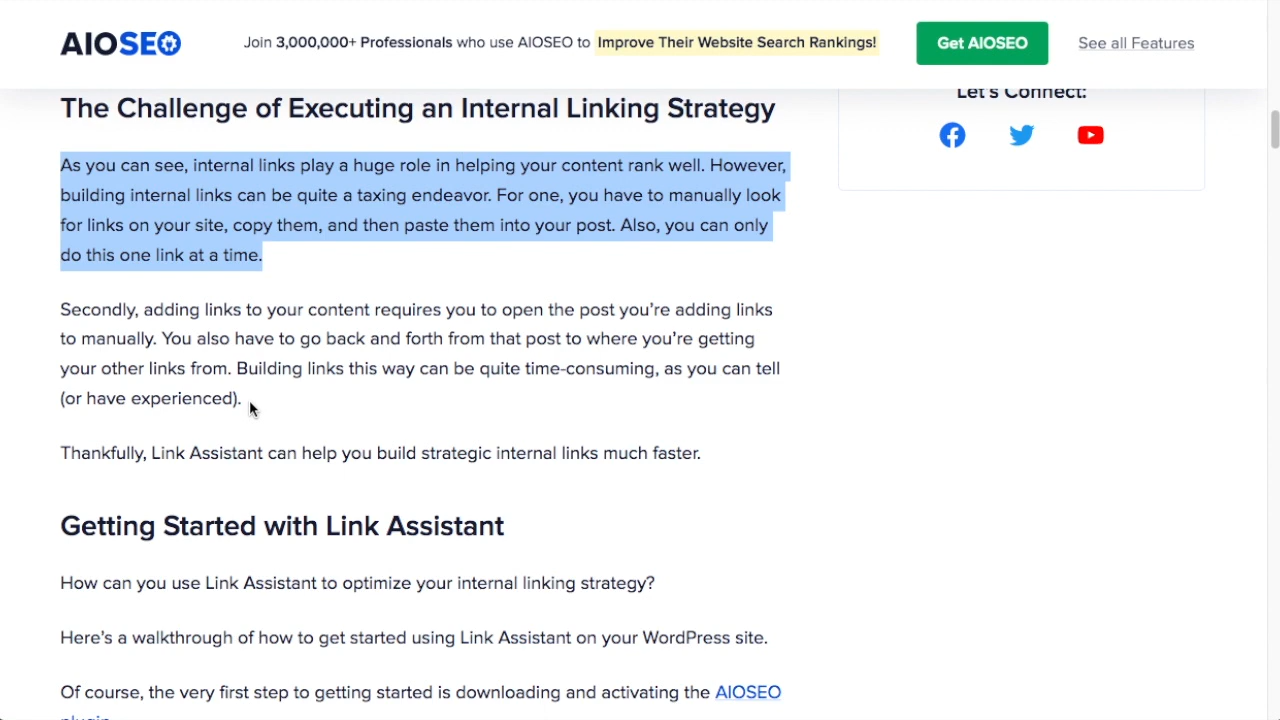 AIOSEO
Join 3,000,000+ Professionals who use AIOSEO to Improve Their Website Search Rankings!
Get AIOSEO
See all Features
The Challenge of Executing an Internal Linking Strategy
Let's Connect:
As you can see, internal links play a huge role in helping your content rank well. However,
building internal links can be quite a taxing endeavor. For one, you have to manually look
for links on your site, copy them, and then paste them into your post. Also, you can only
do this one link at a time.
Secondly, adding links to your content requires you to open the post you’re adding links
to manually. You also have to go back and forth from that post to where you’re getting
your other links from. Building links this way can be quite time-consuming, as you can tell
(or have experienced).
Thankfully, Link Assistant can help you build strategic internal links much faster.
Getting Started with Link Assistant
How can you use Link Assistant to optimize your internal linking strategy?
Here’s a walkthrough of how to get started using Link Assistant on your WordPress site.
Of course, the very first step to getting started is downloading and activating the AIOSEO
plugin